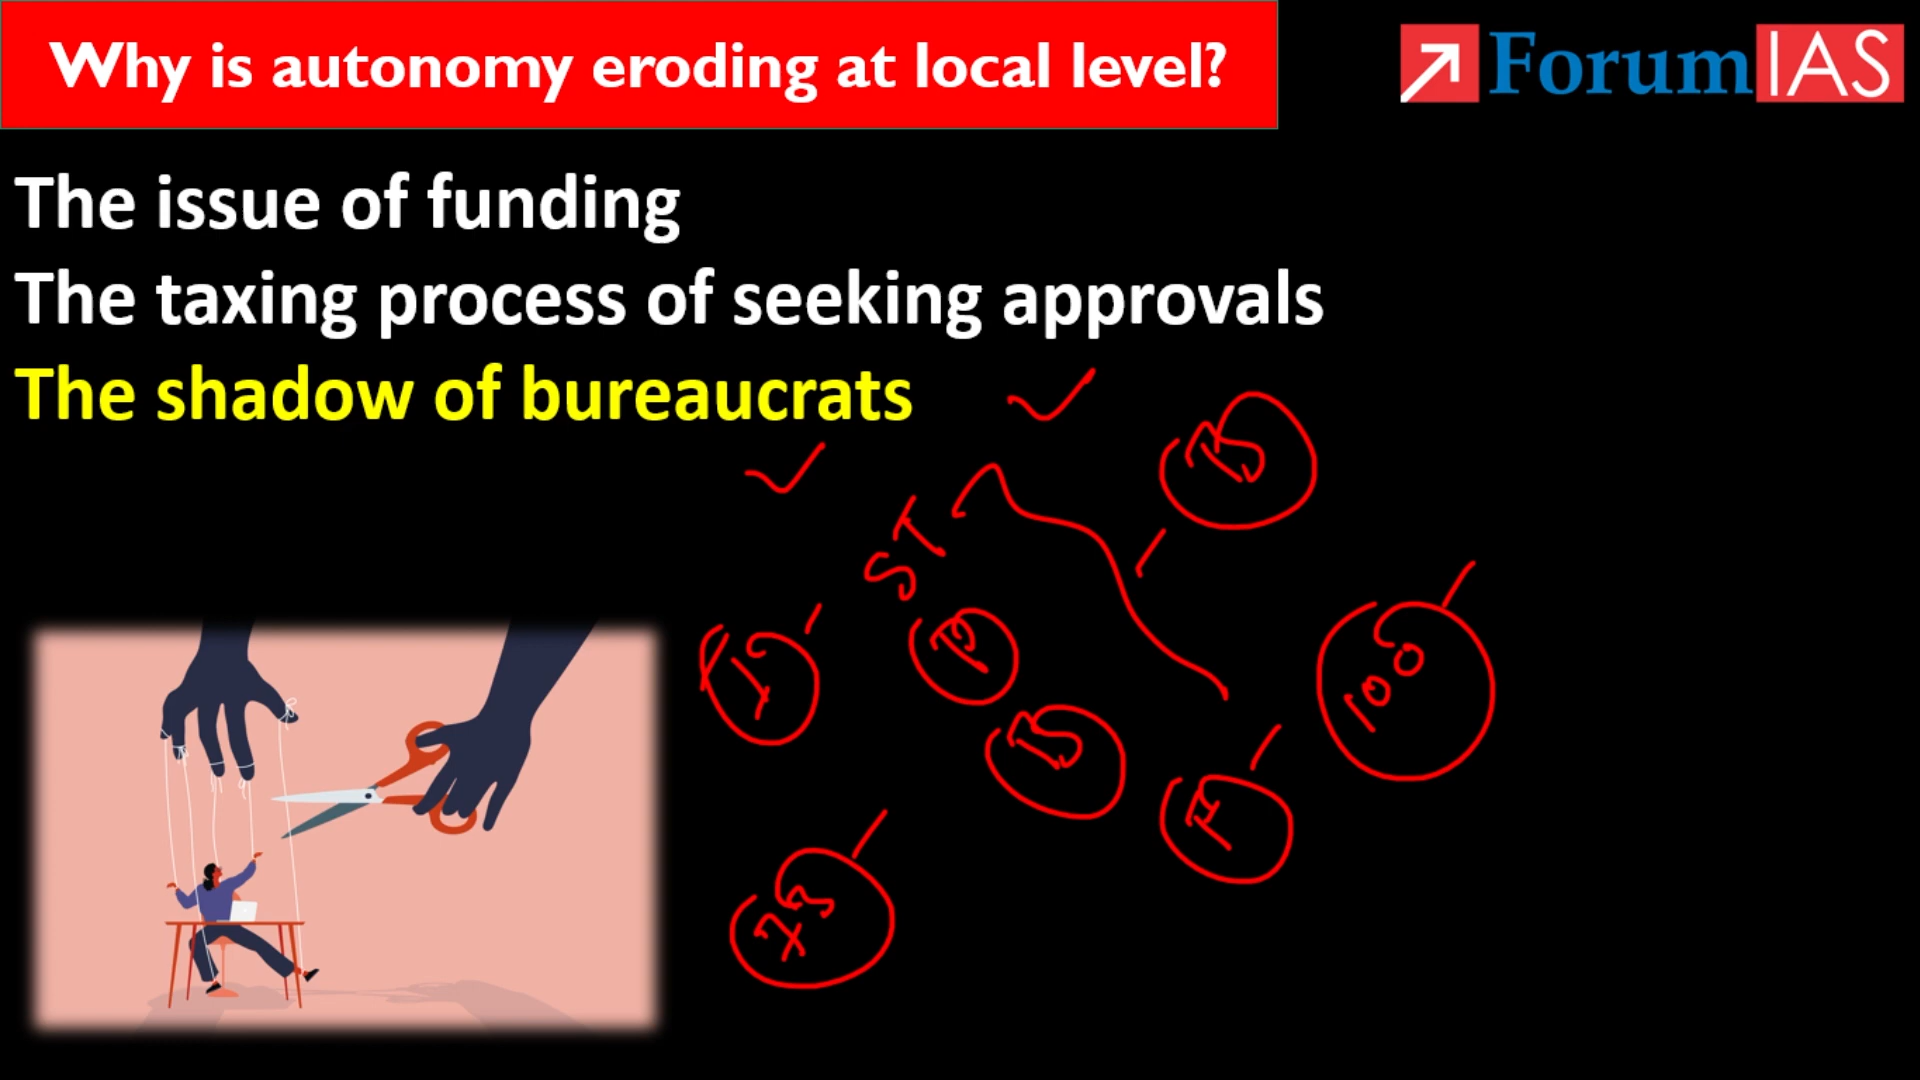 Why is autonomy eroding at local level?
ForumIAS
The issue of funding
The taxing process of seeking approvals
The shadow of bureaucrats
ST
100
73